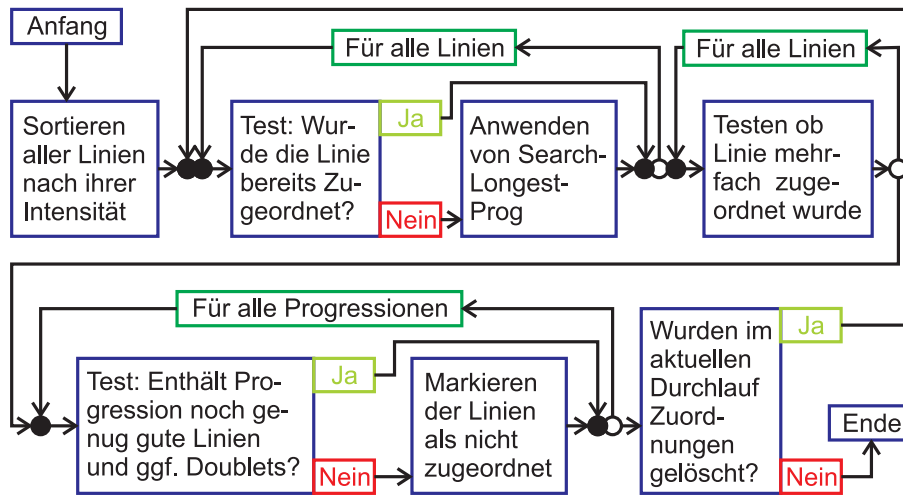 Anfang
Für alle Linien
Für alle Linien
Sortieren
aller Linien
nach ihrer
Intensität
Test: Wur-
de die Linie
bereits Zu-
geordnet?
Ja
Nein
Anwenden
von Search-
Longest-
Prog
Testen ob
Linie mehr-
fach zuge-
ordnet wurde
Für alle Progressionen
Test: Enthält Pro-
gression noch ge-
nug gute Linien
und ggf. Doublets?
Ja
Nein
Markieren
der Linien
als nicht
zugeordnet
Wurden im
aktuellen
Durchlauf
Zuord-
nungen
gelöscht?
Ja
Nein
Ende